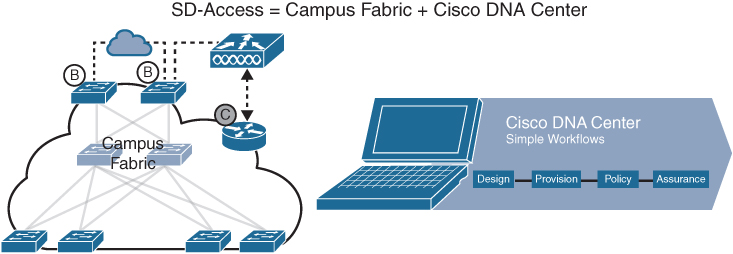 SD-Access = Campus Fabric + Cisco DNA Center
B
B
C
Campus
Fabric
Cisco DNA Center
Simple Workflows
Design
Provision
Policy
Assurance